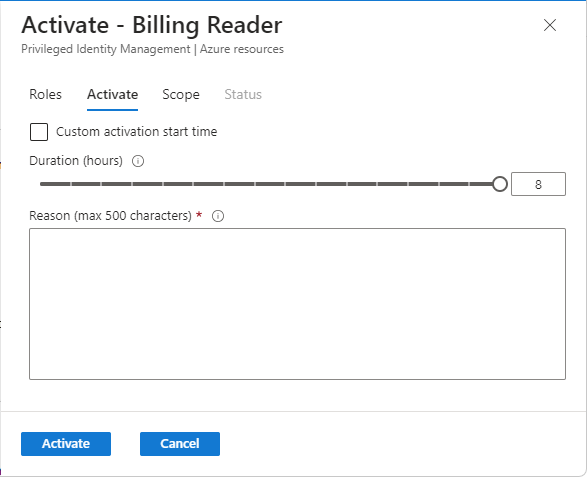 Activate - Billing Reader
Privileged Identity Management | Azure resources
Roles Activate Scope Status
Custom activation start time
Duration (hours)
8
Reason (max 500 characters) *
Activate Cancel